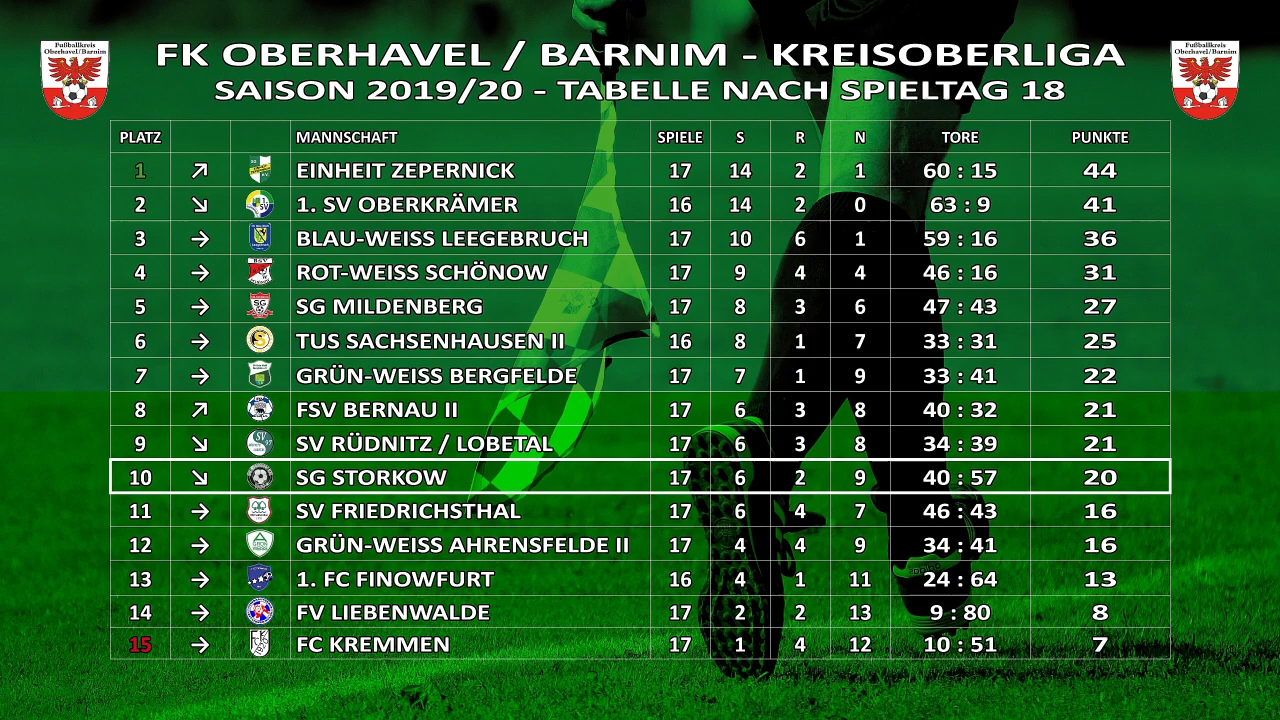 Fußballkreis
Oberhavel/Barnim
FK OBERHAVEL / BARNIM - KREISOBERLIGA
SAISON 2019/20 - TABELLE NACH SPIELTAG 18
Fußballkreis
Oberhavel/Barnim
PLATZ MANNSCHAFT SPIELE S R N TORE PUNKTE
1 EINHEIT ZEPERNICK 17 14 2 1 60 : 15 44
2 1. SV OBERKRÄMER 16 14 2 0 63 : 9 41
3 BLAU-WEISS LEEGEBRUCH 17 10 6 1 59 : 16 36
4 ROT-WEISS SCHÖNOW 17 9 4 4 46 : 16 31
5 SG MILDENBERG 17 8 3 6 47 : 43 27
6 TUS SACHSENHAUSEN II 16 8 1 7 33 : 31 25
7 GRÜN-WEISS BERGFELDE 17 7 1 9 33 : 41 22
8 FSV BERNAU II 17 6 3 8 40 : 32 21
9 SV RÜDNITZ / LOBETAL 17 6 3 8 34 : 39 21
10 SG STORKOW 17 6 2 9 40 : 57 20
11 SV FRIEDRICHSTHAL 17 6 4 7 46 : 43 16
12 GRÜN-WEISS AHRENSFELDE II 17 4 4 9 34 : 41 16
13 1. FC FINOWFURT 16 4 1 11 24 : 64 13
14 FV LIEBENWALDE 17 2 2 13 9 : 80 8
15 FC KREMMEN 17 1 4 12 10 : 51 7